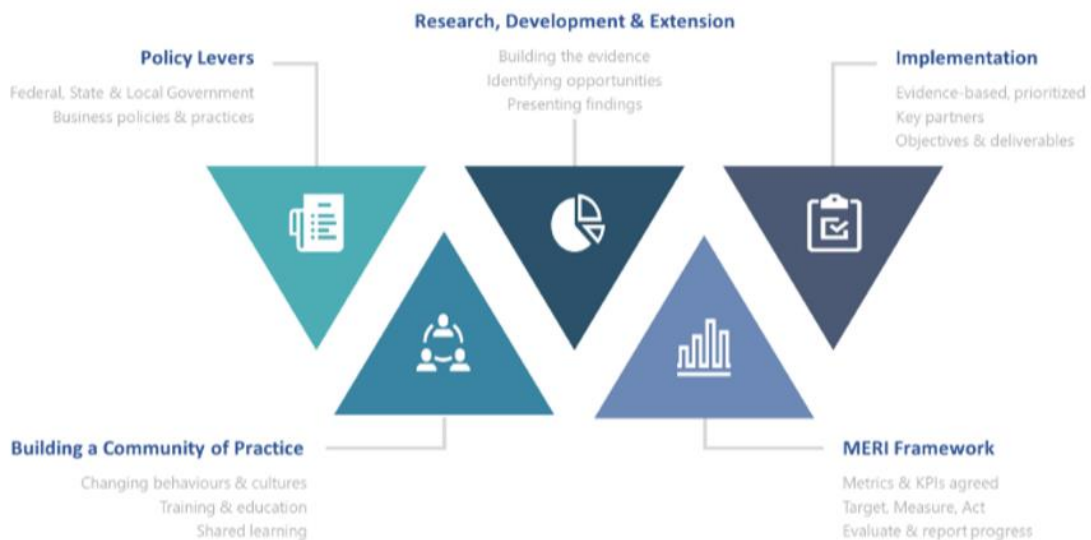 Research, Development & Extension
Building the evidence
Identifying opportunities
Presenting findings
Policy Levers
Federal, State & Local Government
Business policies & practices
Implementation
Evidence-based, prioritized
Key partners
Objectives & deliverables
Building a Community of Practice
Changing behaviours & cultures
Training & education
Shared learning
MERI Framework
Metrics & KPIs agreed
Target, Measure, Act
Evaluate & report progress